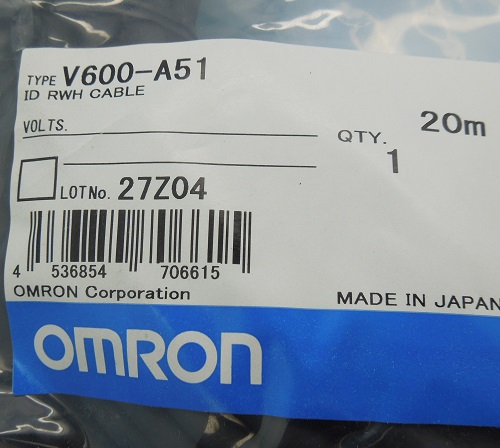 TYPE V600-A51
ID RWH CABLE
VOLTS.
20m
QTY.
1
LOT No. 27Z04
4 536854 706615
OMRON Corporation
MADE IN JAPAN
OMRON